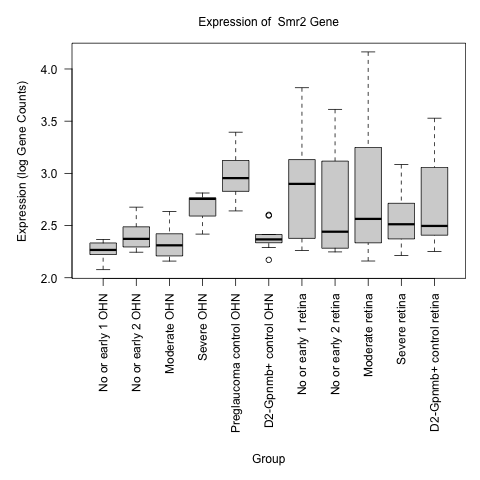 Expression of Smr2 Gene
Expression (log Gene Counts)
4.0
3.5
3.0
2.5
2.0
No or early 1 OHN
No or early 2 OHN
Moderate OHN
Severe OHN
Preglaucoma control OHN
D2-Gpnmb+ control OHN
No or early 1 retina
No or early 2 retina
Moderate retina
Severe retina
D2-Gpnmb+ control retina
Group